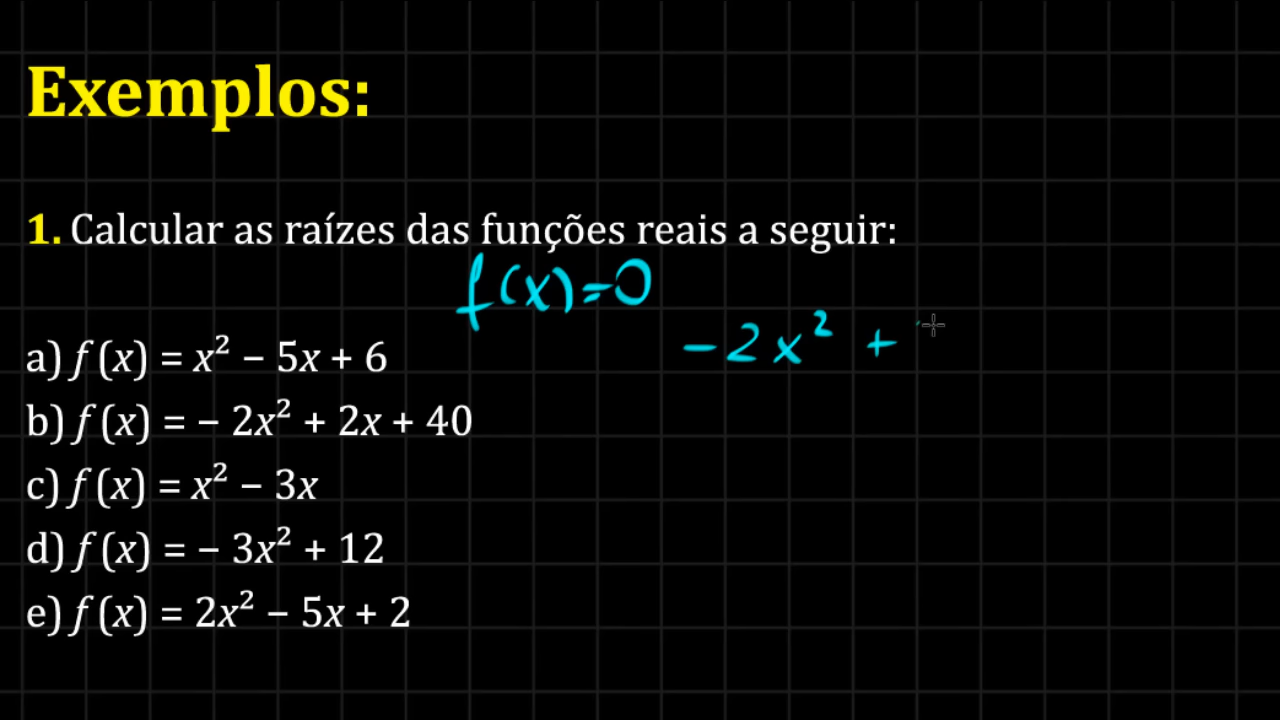 Exemplos:
1. Calcular as raízes das funções reais a seguir:
f(x)=0
-2x² +
a) f (x) = x² − 5x + 6
b) f (x) = − 2x² + 2x + 40
c) f (x) = x² − 3x
d) f (x) = − 3x² + 12
e) f (x) = 2x² − 5x + 2